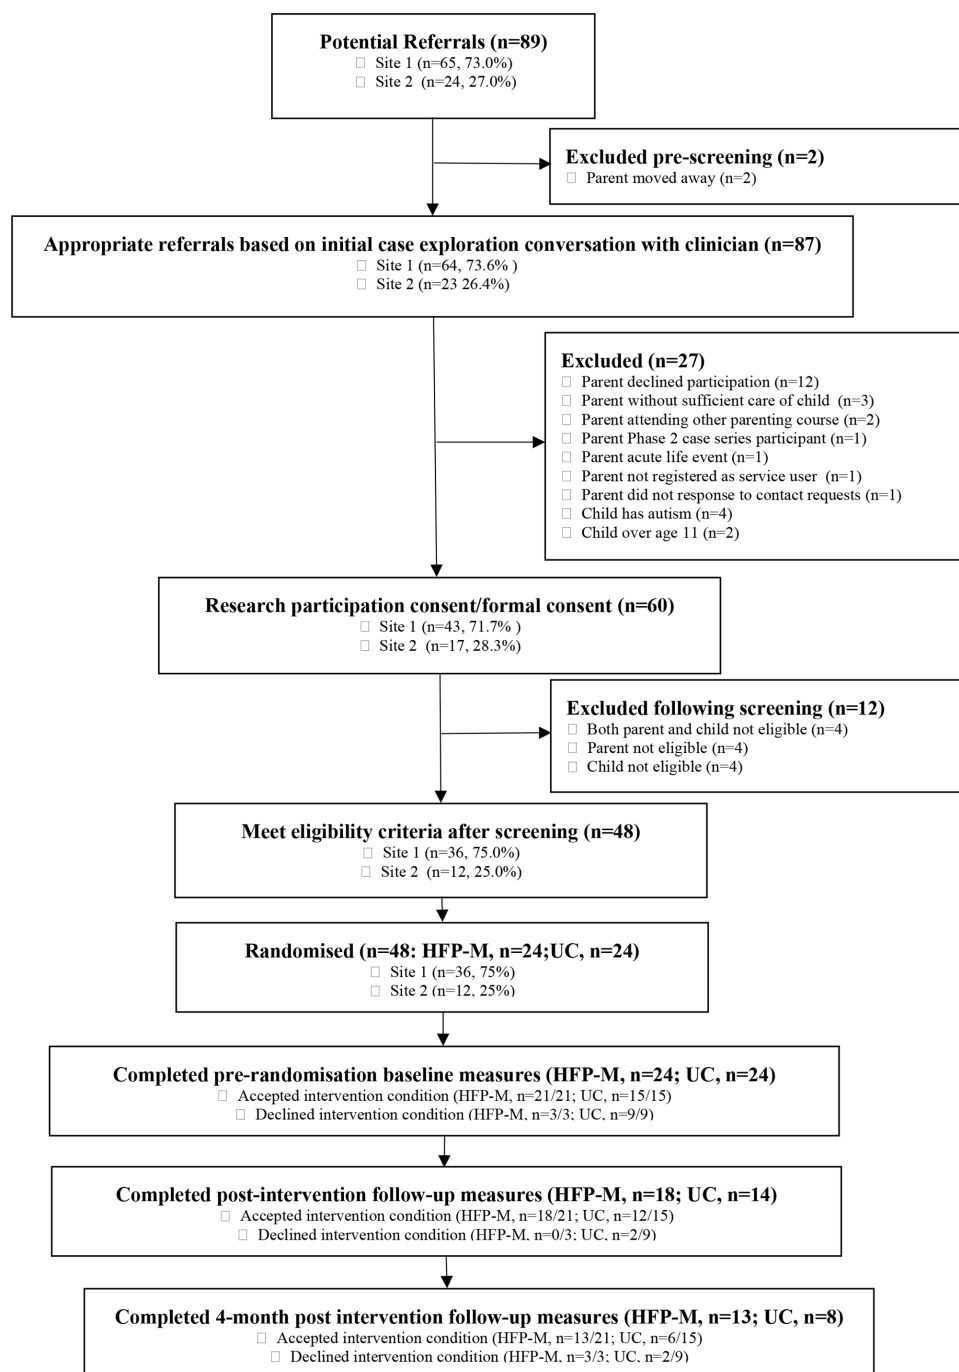 Potential Referrals (n=89)
Site 1 (n=65, 73.0%)
Site 2 (n=24, 27.0%)
Excluded pre-screening (n=2)
Parent moved away (n=2)
Appropriate referrals based on initial case exploration conversation with clinician (n=87)
Site 1 (n=64, 73.6% )
Site 2 (n=23 26.4%)
Excluded (n=27)
Parent declined participation (n=12)
Parent without sufficient care of child (n=3)
Parent attending other parenting course (n=2)
Parent Phase 2 case series participant (n=1)
Parent acute life event (n=1)
Parent not registered as service user (n=1)
Parent did not response to contact requests (n=1)
Child has autism (n=4)
Child over age 11 (n=2)
Research participation consent/formal consent (n=60)
Site 1 (n=43, 71.7% )
Site 2 (n=17, 28.3%)
Excluded following screening (n=12)
Both parent and child not eligible (n=4)
Parent not eligible (n=4)
Child not eligible (n=4)
Meet eligibility criteria after screening (n=48)
Site 1 (n=36, 75.0%)
Site 2 (n=12, 25.0%)
Randomised (n=48: HFP-M, n=24;UC, n=24)
Site 1 (n=36, 75%)
Site 2 (n=12, 25%)
Completed pre-randomisation baseline measures (HFP-M, n=24; UC, n=24)
Accepted intervention condition (HFP-M, n=21/21; UC, n=15/15)
Declined intervention condition (HFP-M, n=3/3; UC, n=9/9)
Completed post-intervention follow-up measures (HFP-M, n=18; UC, n=14)
Accepted intervention condition (HFP-M, n=18/21; UC, n=12/15)
Declined intervention condition (HFP-M, n=0/3; UC, n=2/9)
Completed 4-month post intervention follow-up measures (HFP-M, n=13; UC, n=8)
Accepted intervention condition (HFP-M, n=13/21; UC, n=6/15)
Declined intervention condition (HFP-M, n=3/3; UC, n=2/9)